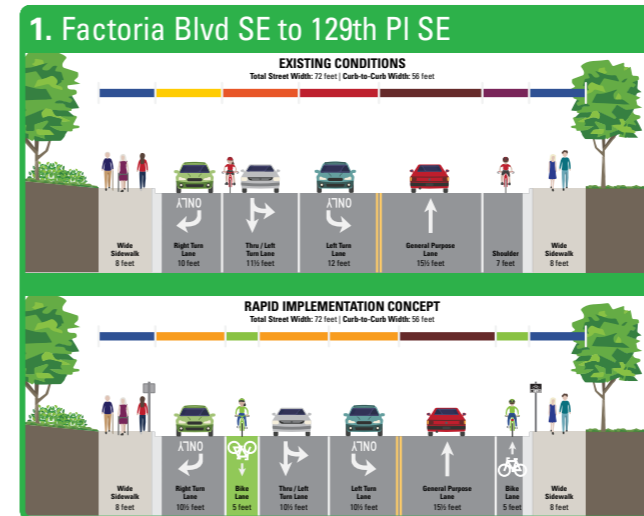 1. Factoria Blvd SE to 129th Pl SE
EXISTING CONDITIONS
Total Street Width: 72 feet | Curb-to-Curb Width: 56 feet
ONLY
ONLY
Wide
Sidewalk
8 feet
Right Turn
Lane
10 feet
Thru / Left
Turn Lane
11½ feet
Left Turn
Lane
12 feet
General Purpose
Lane
15½ feet
Shoulder
7 feet
Wide
Sidewalk
8 feet
RAPID IMPLEMENTATION CONCEPT
Total Street Width: 72 feet | Curb-to-Curb Width: 56 feet
ONLY
ONLY
Wide
Sidewalk
8 feet
Right Turn
Lane
10½ feet
Bike
Lane
5 feet
Thru / Left
Turn Lane
10½ feet
Left Turn
Lane
10½ feet
General Purpose
Lane
15½ feet
Bike
Lane
5 feet
Wide
Sidewalk
8 feet